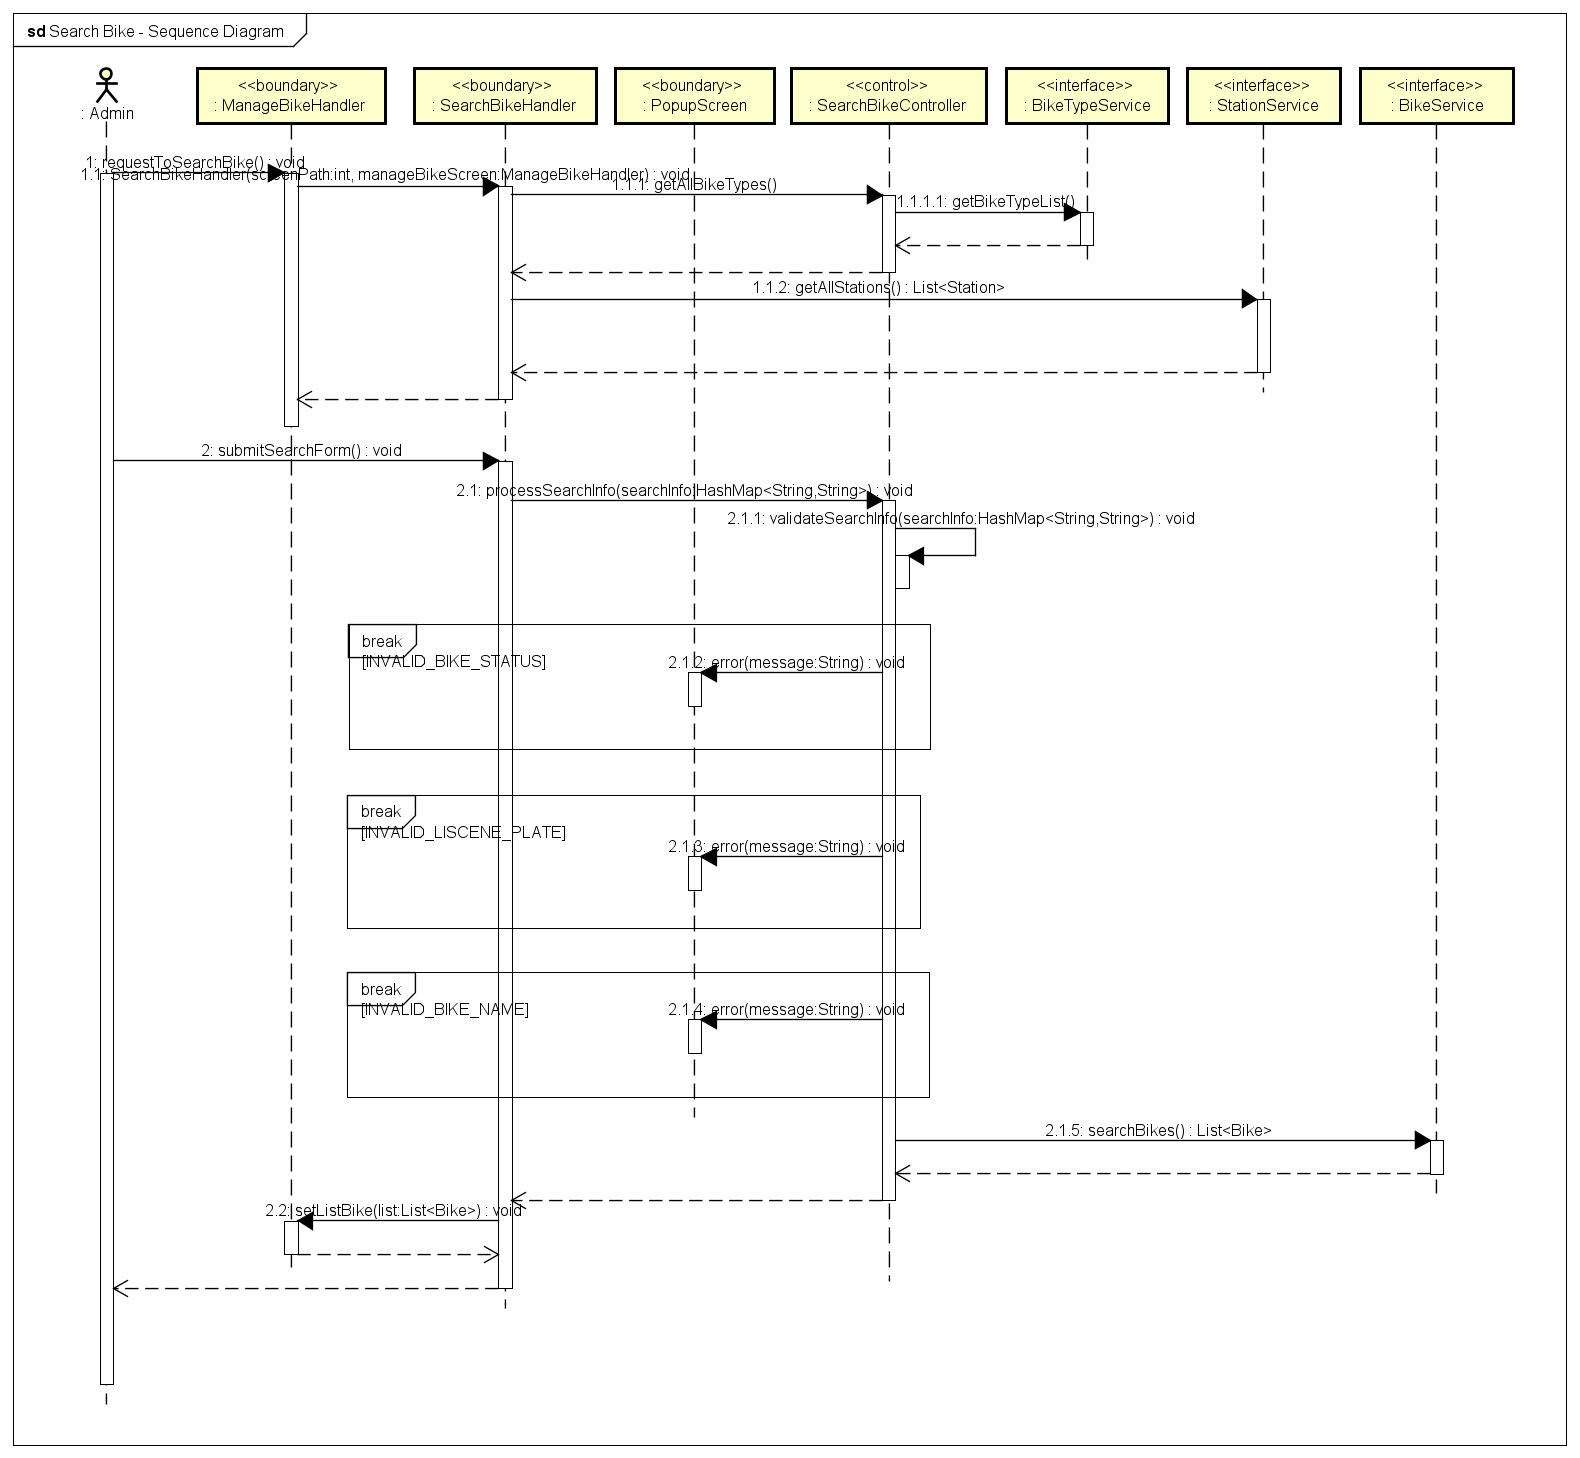 sd Search Bike - Sequence Diagram
: Admin
<<boundary>>
: ManageBikeHandler
<<boundary>>
: SearchBikeHandler
<<boundary>>
: PopupScreen
<<control>>
: SearchBikeController
<<interface>>
: BikeTypeService
<<interface>>
: StationService
<<interface>>
: BikeService
1: requestToSearchBike() : void
1.1: SearchBikeHandler(screenPath:int, manageBikeScreen:ManageBikeHandler) : void
1.1.1: getAllBikeTypes()
1.1.1.1: getBikeTypeList()
1.1.2: getAllStations() : List<Station>
2: submitSearchForm() : void
2.1: processSearchInfo(searchInfo:HashMap<String,String>) : void
2.1.1: validateSearchInfo(searchInfo:HashMap<String,String>) : void
break
[INVALID_BIKE_STATUS]
2.1.2: error(message:String) : void
break
[INVALID_LISCENE_PLATE]
2.1.3: error(message:String) : void
break
[INVALID_BIKE_NAME]
2.1.4: error(message:String) : void
2.1.5: searchBikes() : List<Bike>
2.2: setListBike(list:List<Bike>) : void